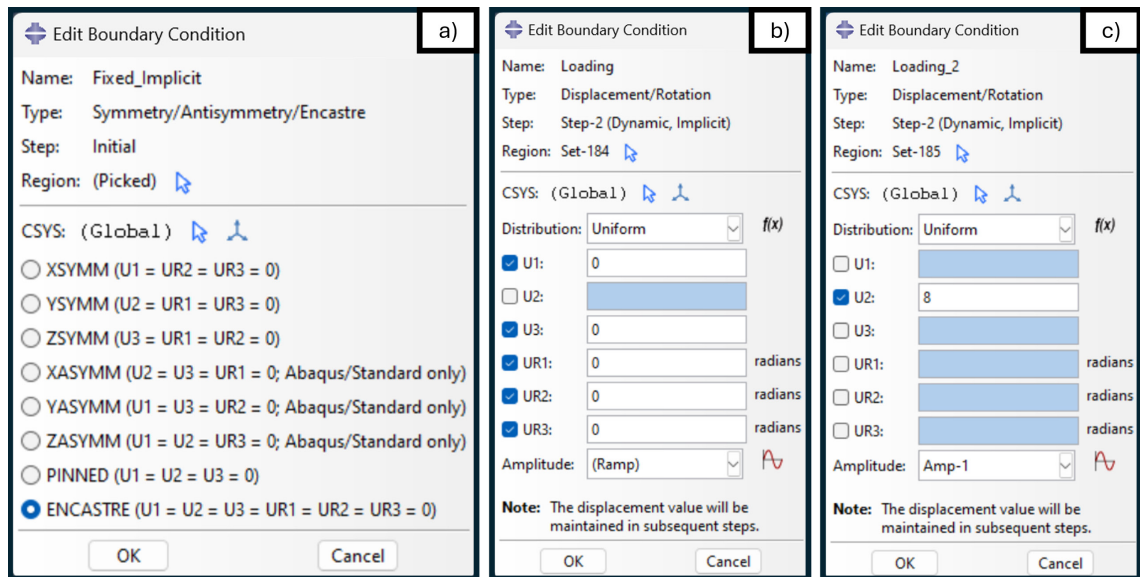 Edit Boundary Condition
a)
Name: Fixed_Implicit
Type: Symmetry/Antisymmetry/Encastre
Step: Initial
Region: (Picked)
CSYS: (Global)
XSYMM (U1 = UR2 = UR3 = 0)
YSYMM (U2 = UR1 = UR3 = 0)
ZSYMM (U3 = UR1 = UR2 = 0)
XASYMM (U2 = U3 = UR1 = 0; Abaqus/Standard only)
YASYMM (U1 = U3 = UR2 = 0; Abaqus/Standard only)
ZASYMM (U1 = U2 = UR3 = 0; Abaqus/Standard only)
PINNED (U1 = U2 = U3 = 0)
ENCASTRE (U1 = U2 = U3 = UR1 = UR2 = UR3 = 0)
OK Cancel
Edit Boundary Condition
b)
Name: Loading
Type: Displacement/Rotation
Step: Step-2 (Dynamic, Implicit)
Region: Set-184
CSYS: (Global)
Distribution: Uniform f(x)
U1: 0
U2:
U3: 0
UR1: 0 radians
UR2: 0 radians
UR3: 0 radians
Amplitude: (Ramp)
Note: The displacement value will be
maintained in subsequent steps.
OK Cancel
Edit Boundary Condition
c)
Name: Loading_2
Type: Displacement/Rotation
Step: Step-2 (Dynamic, Implicit)
Region: Set-185
CSYS: (Global)
Distribution: Uniform f(x)
U1:
U2: 8
U3:
UR1: radians
UR2: radians
UR3: radians
Amplitude: Amp-1
Note: The displacement value will be
maintained in subsequent steps.
OK Cancel